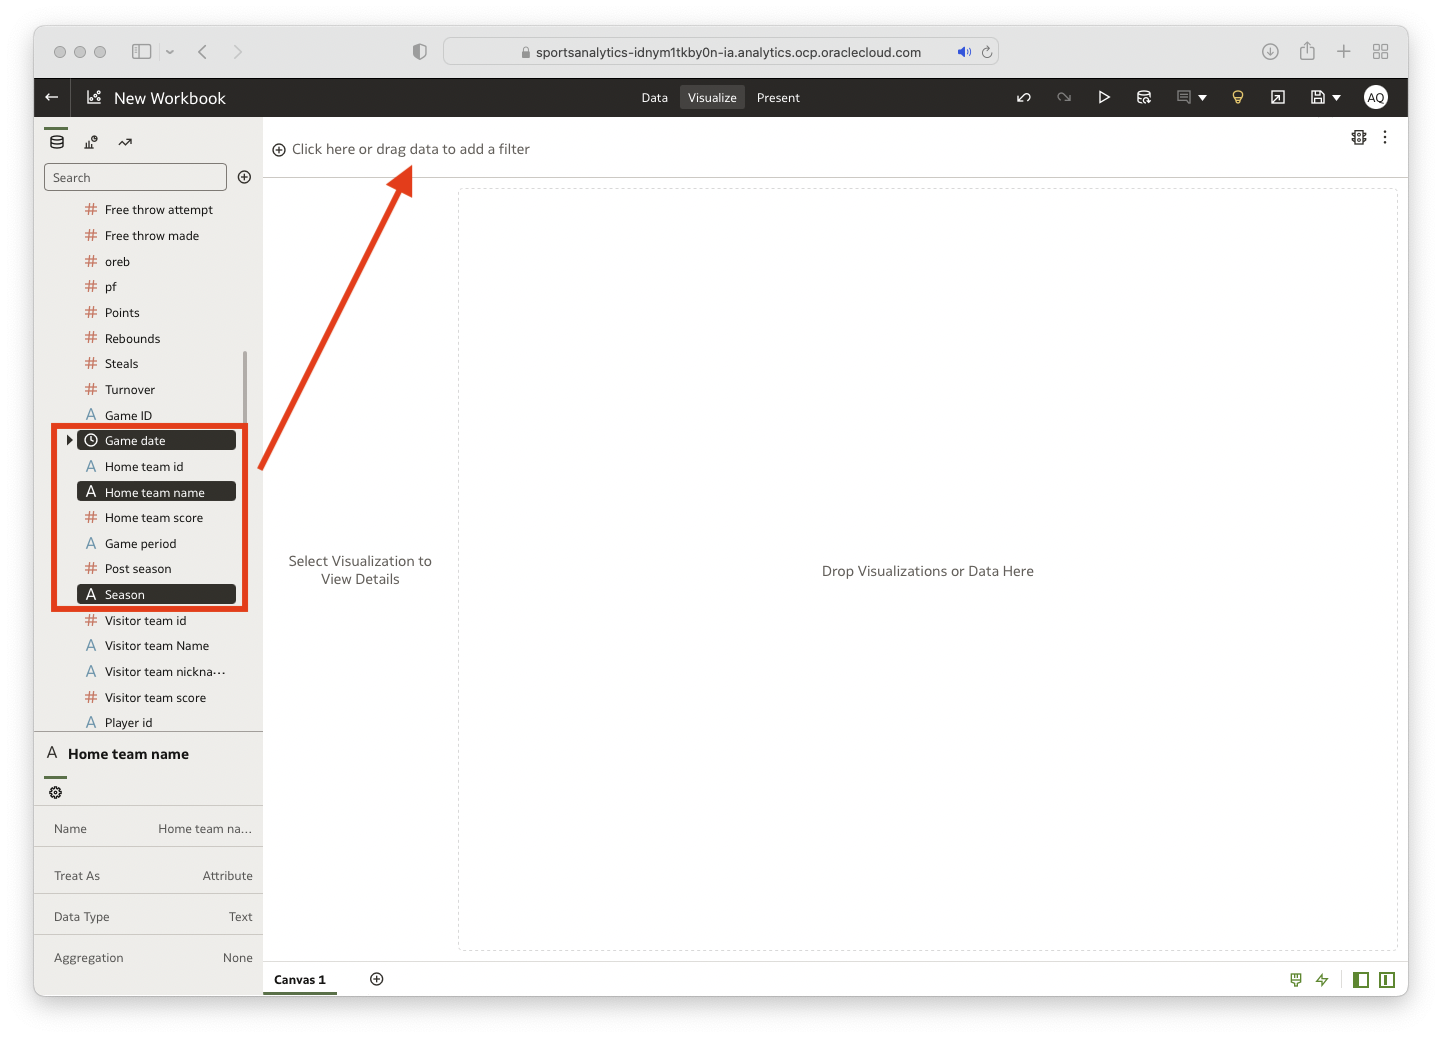 sportsanalytics-idnym1tkby0n-ia.analytics.ocp.oraclecloud.com
New Workbook
Data
Visualize
Present
AQ
Search
Click here or drag data to add a filter
Free throw attempt
Free throw made
oreb
pf
Points
Rebounds
Steals
Turnover
A Game ID
Game date
A Home team id
A Home team name
Home team score
A Game period
Post season
A Season
Visitor team id
A Visitor team Name
A Visitor team nickna···
Visitor team score
A Player id
Select Visualization to
View Details
Drop Visualizations or Data Here
A Home team name
Name Home team na...
Treat As Attribute
Data Type Text
Aggregation None
Canvas 1